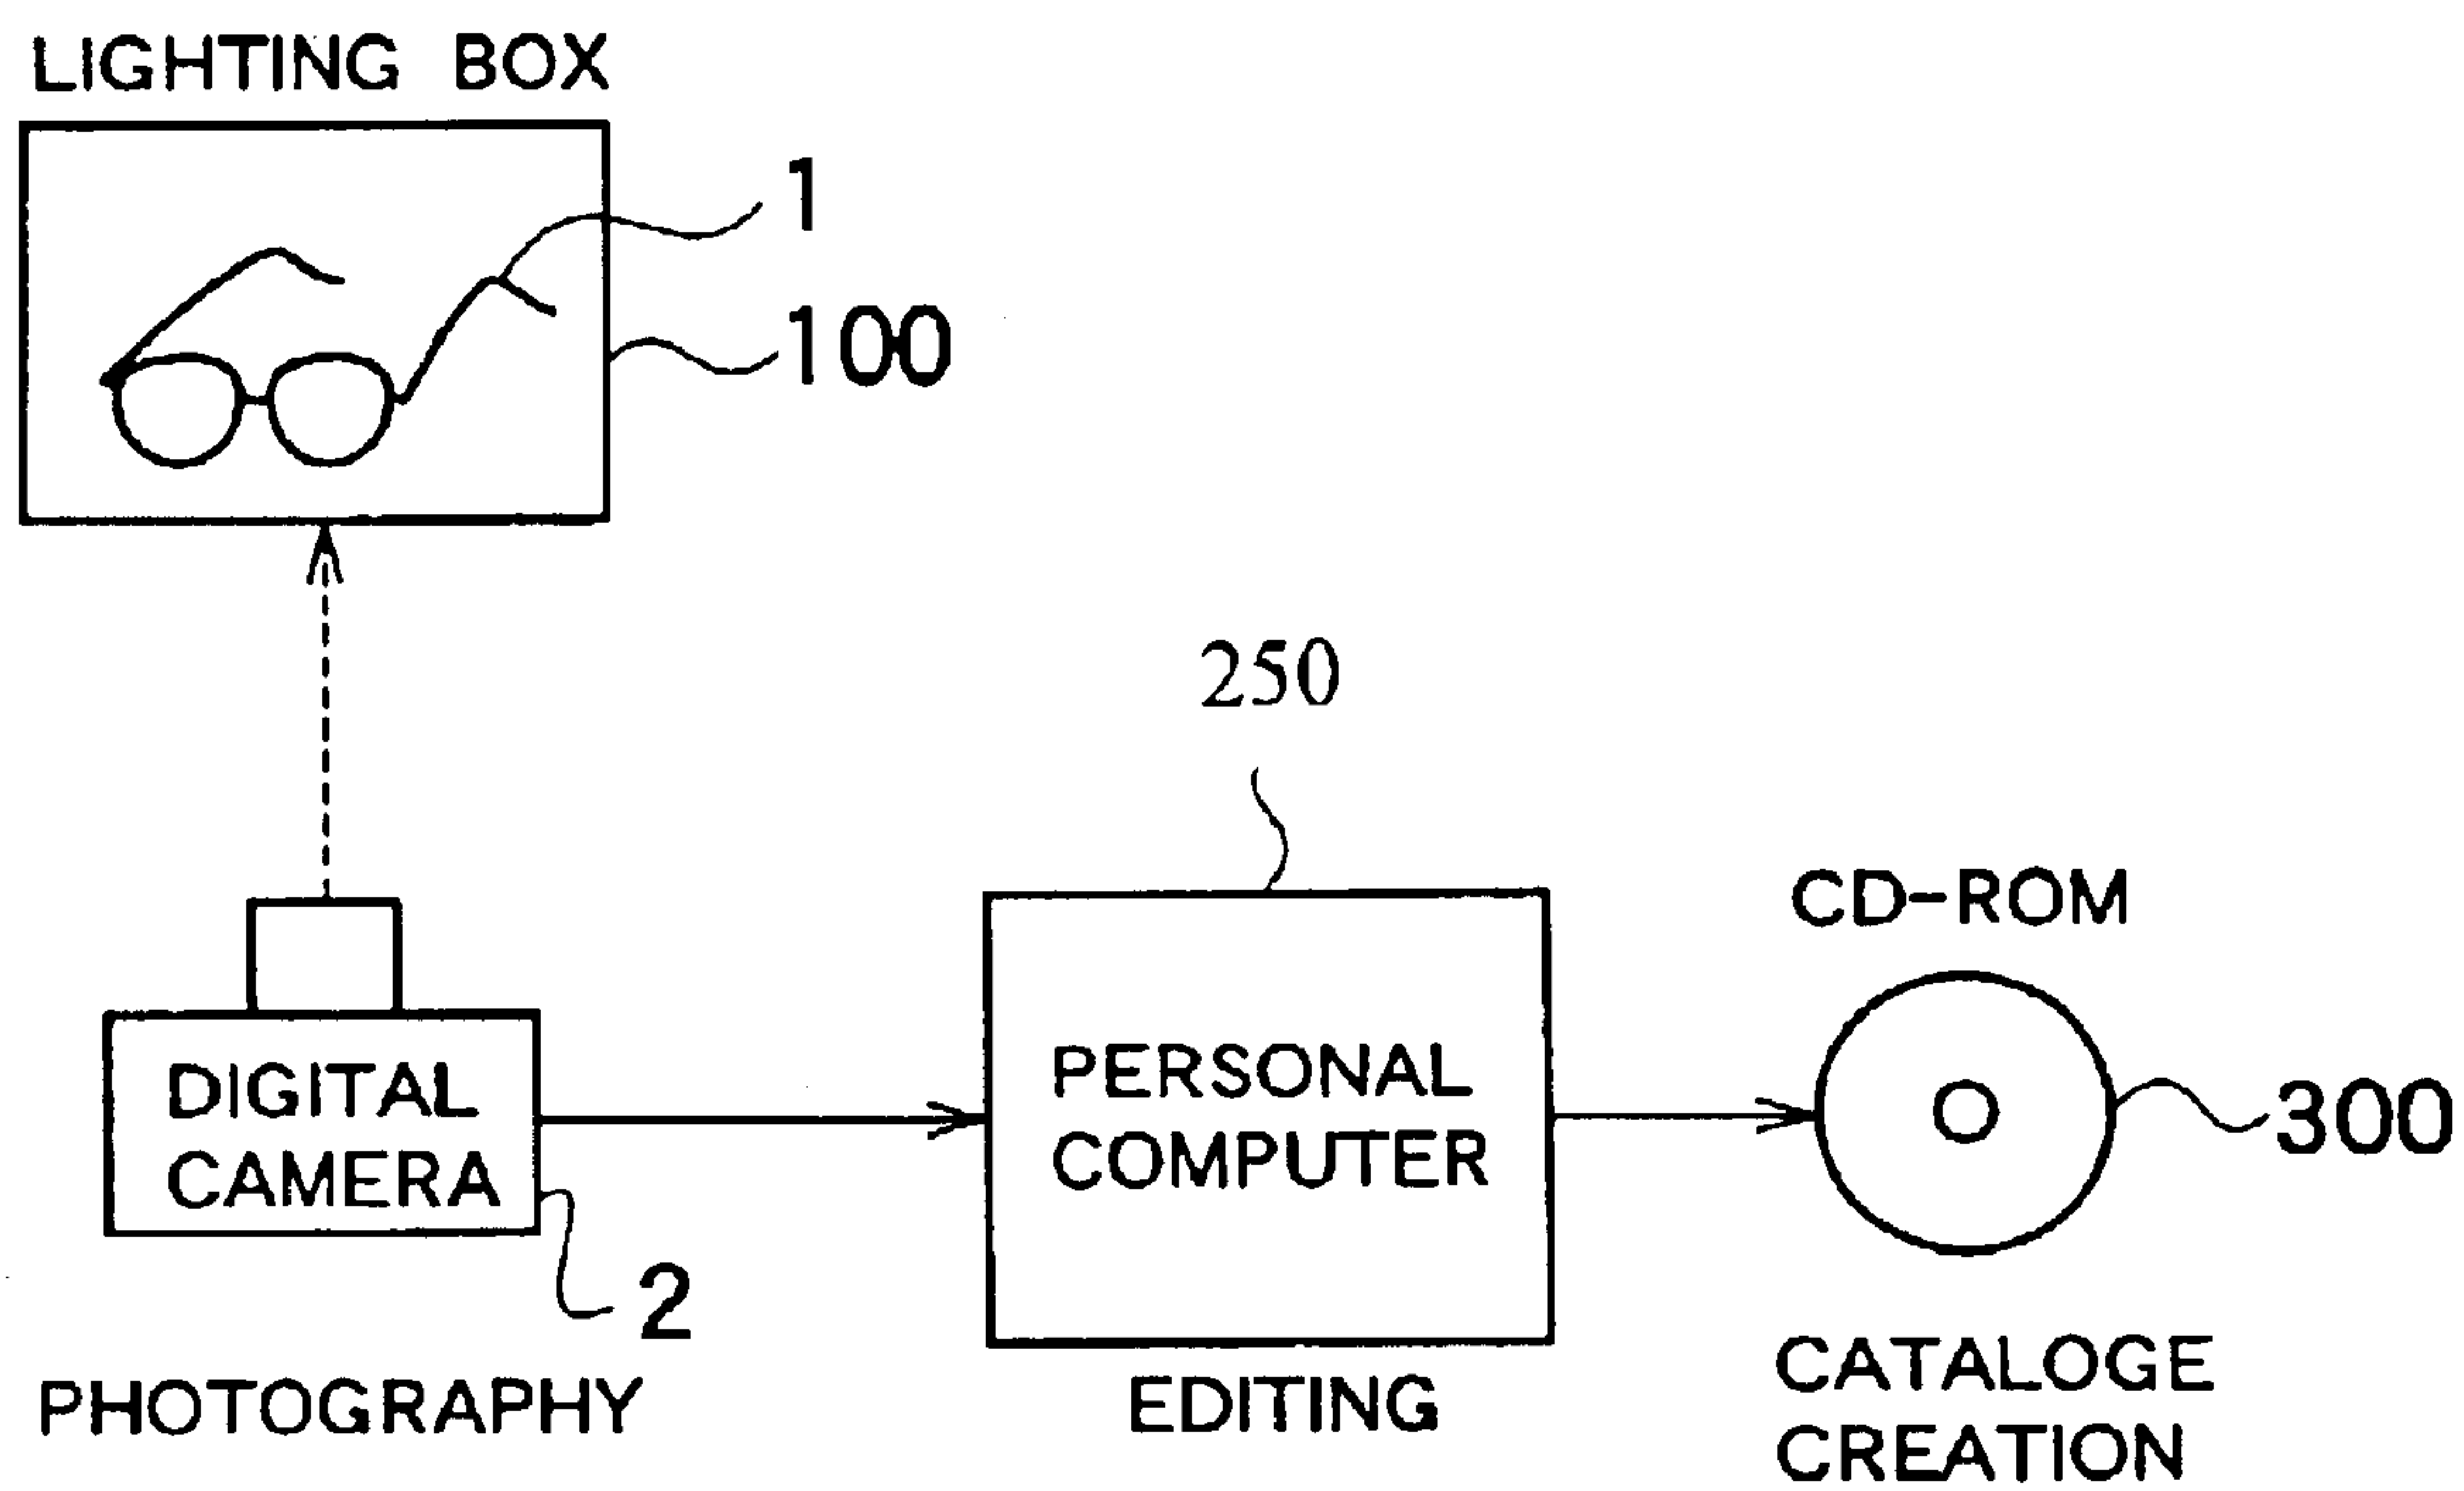 LIGHTING BOX
1
100
250
CD-ROM
DIGITAL
CAMERA
PERSONAL
COMPUTER
300
2
PHOTOGRAPHY
EDITING
CATALOGE
CREATION